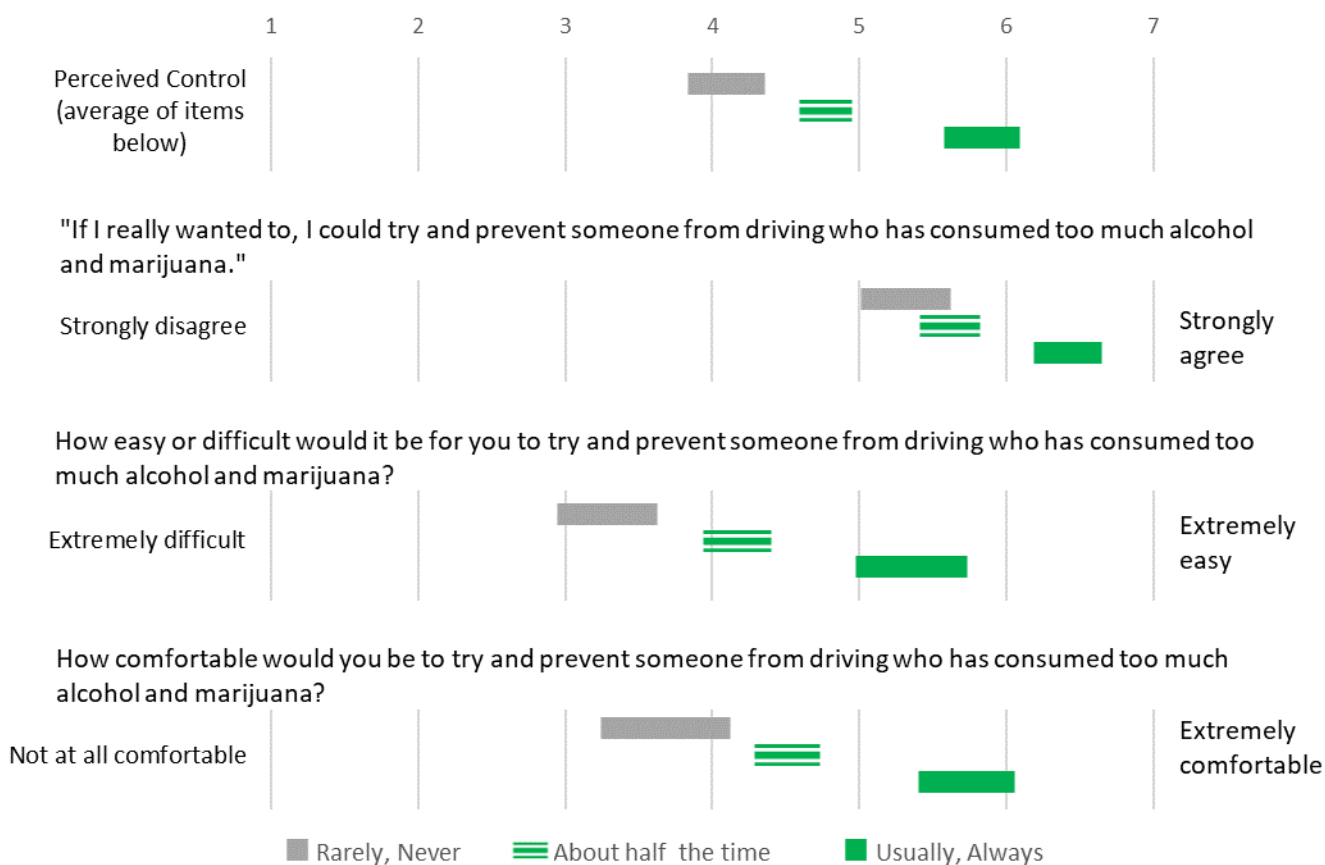 1 2 3 4 5 6 7
Perceived Control
(average of items
below)
"If I really wanted to, I could try and prevent someone from driving who has consumed too much alcohol
and marijuana."
Strongly disagree
Strongly
agree
How easy or difficult would it be for you to try and prevent someone from driving who has consumed too
much alcohol and marijuana?
Extremely difficult
Extremely
easy
How comfortable would you be to try and prevent someone from driving who has consumed too much
alcohol and marijuana?
Not at all comfortable
Extremely
comfortable
Rarely, Never About half the time Usually, Always